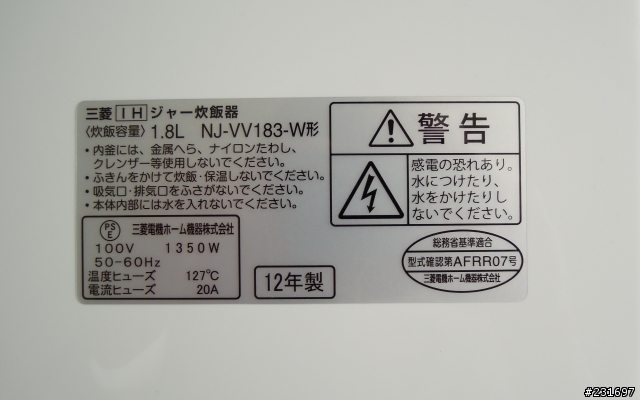 三菱 IH ジャー炊飯器
〈炊飯容量〉 1.8L NJ-VV183-W形
・内釜には、金属へら、ナイロンたわし、
クレンザー等使用しないでください。
・ふきんをかけて炊飯・保温しないでください。
・吸気口・排気口をふさがないでください。
・本体内部には水を入れないでください。
PS
E
三菱電機ホーム機器株式会社
100V 1350W
50-60Hz
温度ヒューズ 127℃
電流ヒューズ 20A
12年製
警告
感電の恐れあり。
水につけたり、
水をかけたりし
ないでください。
総務省基準適合
型式確認第AFRR07号
三菱電機ホーム機器株式会社
#231697